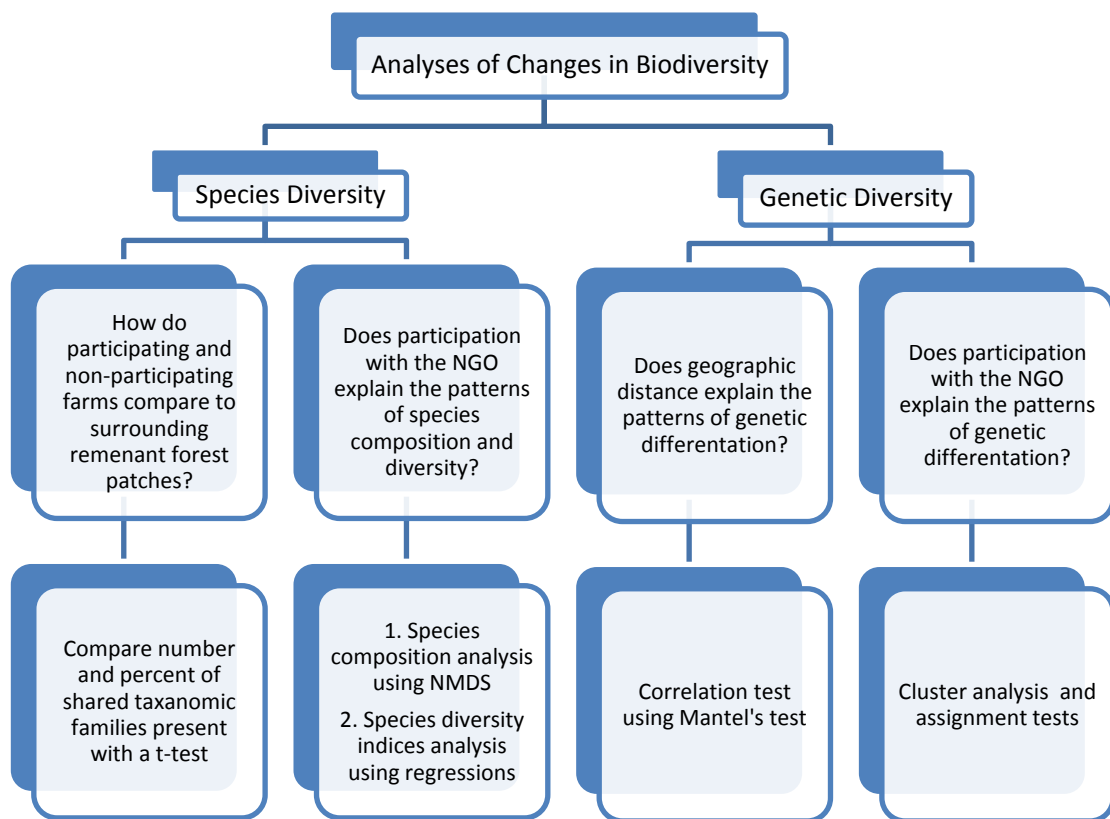 Analyses of Changes in Biodiversity
Species Diversity
Genetic Diversity
How do
participating and
non-participating
farms compare to
surrounding
remenant forest
patches?
Does participation
with the NGO
explain the patterns
of species
composition and
diversity?
Does geographic
distance explain the
patterns of genetic
differentation?
Does participation
with the NGO
explain the patterns
of genetic
differentation?
Compare number
and percent of
shared taxanomic
families present
with a t-test
1. Species
composition analysis
using NMDS
2. Species diversity
indices analysis
using regressions
Correlation test
using Mantel's test
Cluster analysis and
assignment tests